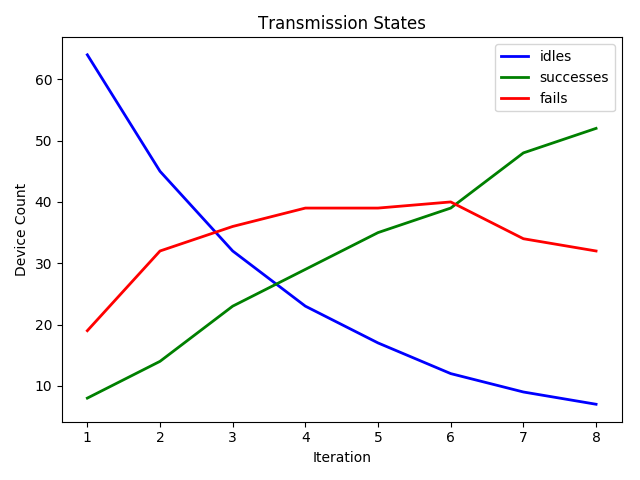 Transmission States
idles
successes
fails
60
50
40
30
20
10
Device Count
1 2 3 4 5 6 7 8
Iteration